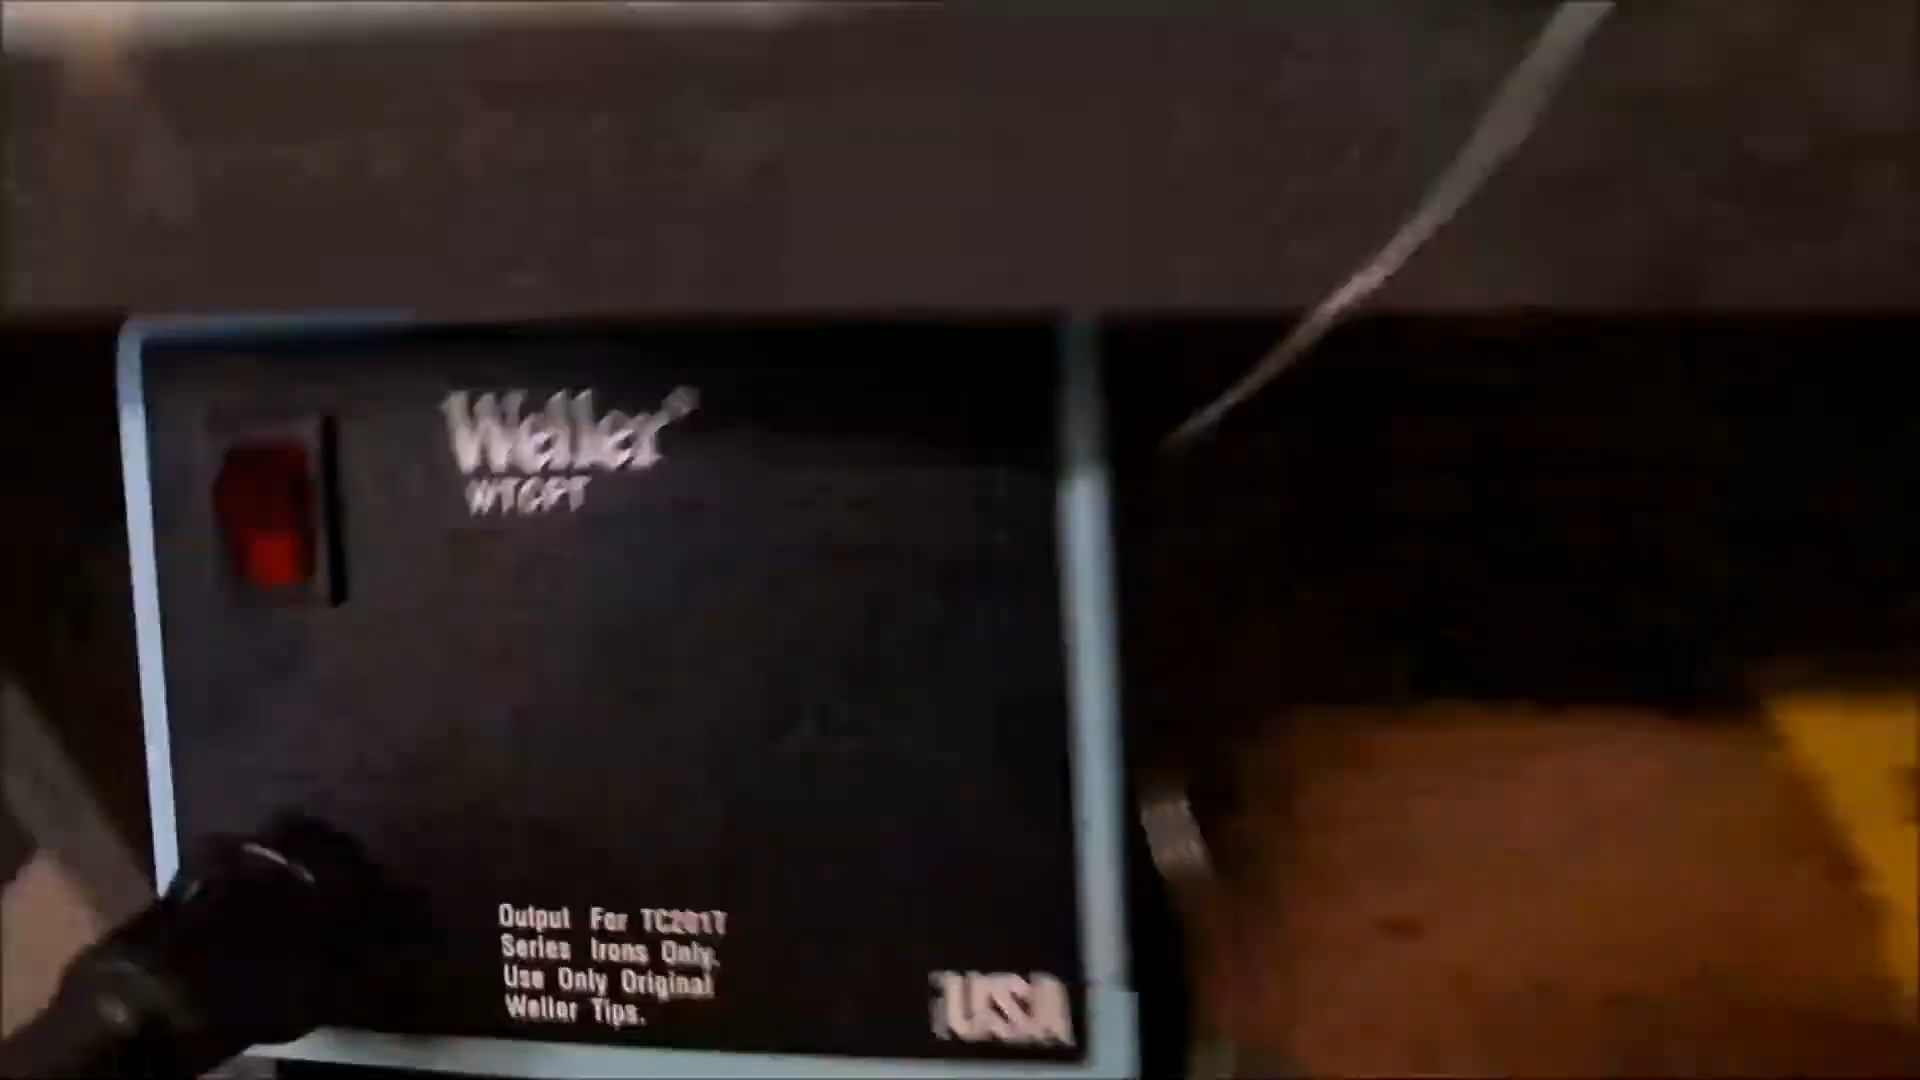 Weller®
WTCPT
Output For TC201T
Series Irons Only.
Use Only Original
Weller Tips.
USA